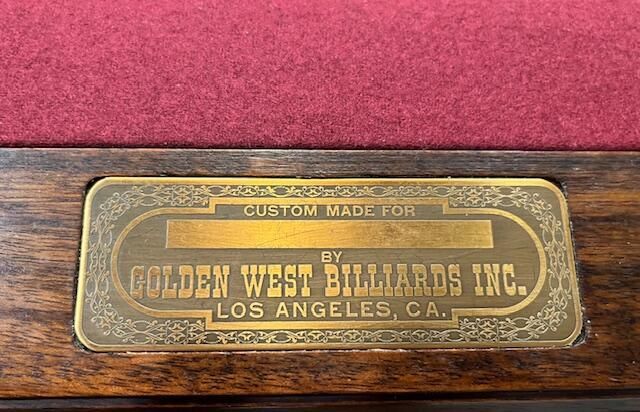 CUSTOM MADE FOR
BY
GOLDEN WEST BILLIARDS INC.
LOS ANGELES, CA.